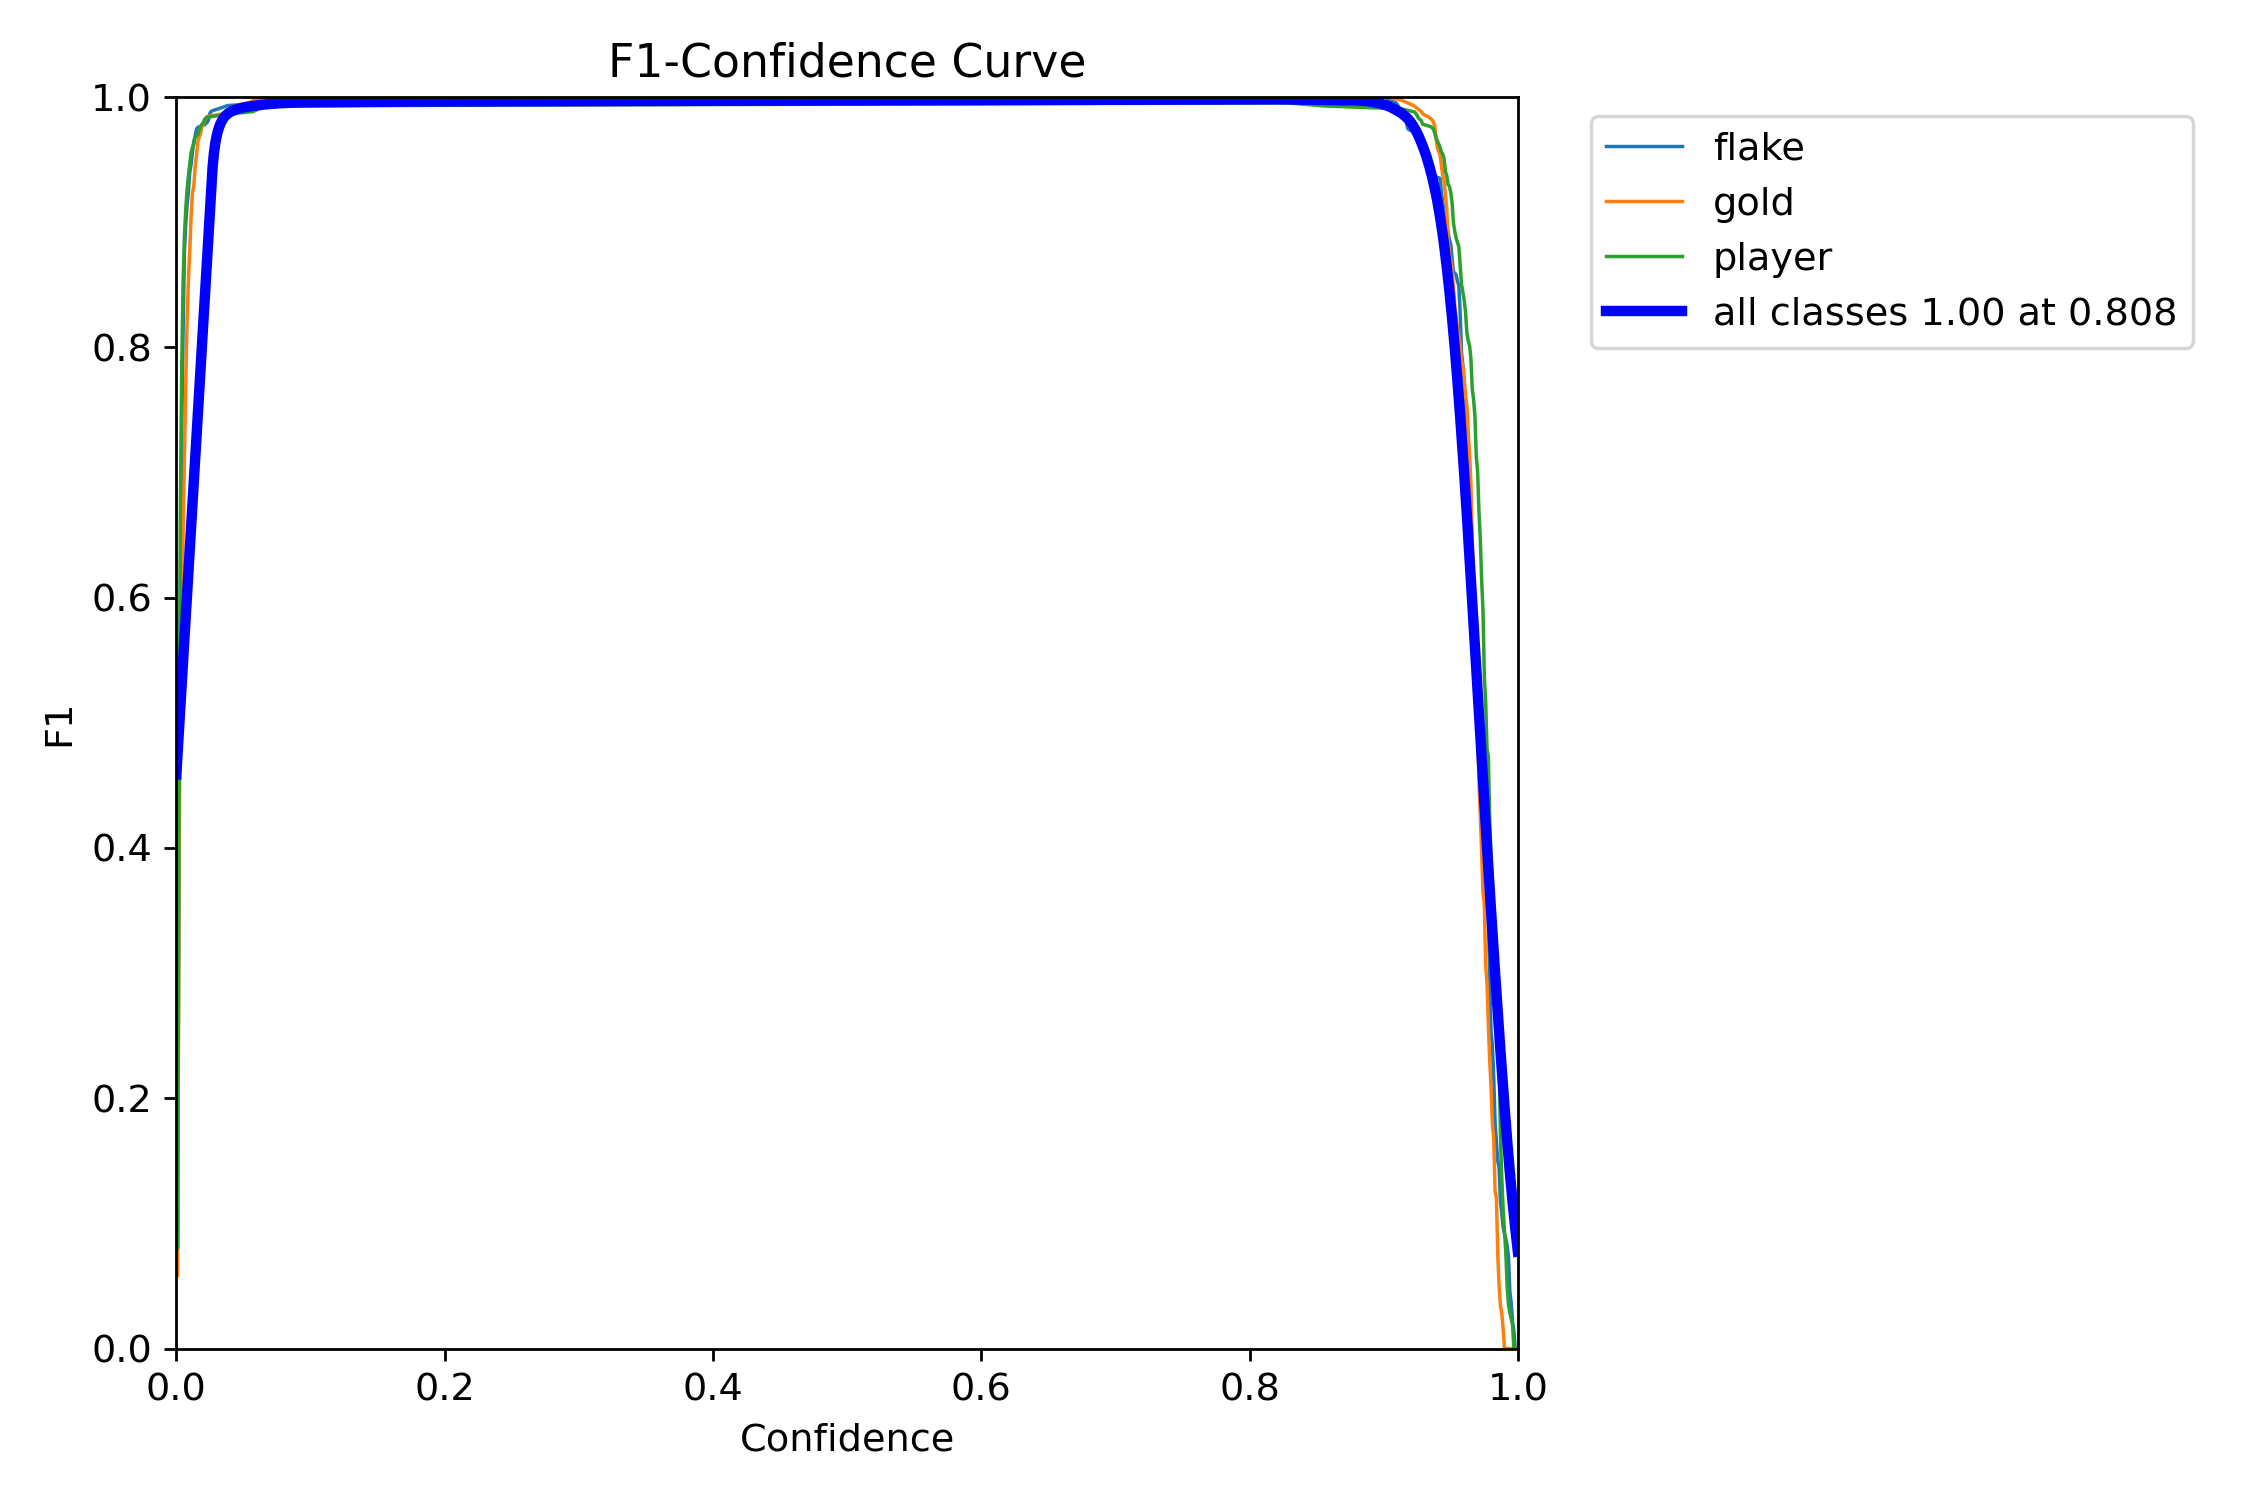 F1-Confidence Curve
1.0
0.8
0.6
0.4
0.2
0.0
F1
0.0 0.2 0.4 0.6 0.8 1.0
Confidence
flake
gold
player
all classes 1.00 at 0.808